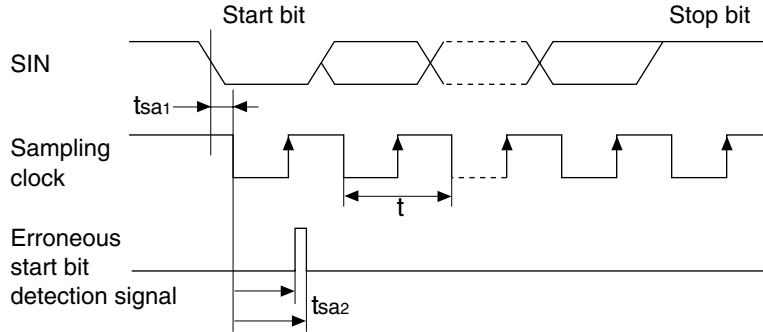 Start bit
Stop bit
SIN
tsa1
Sampling
clock
t
Erroneous
start bit
detection signal
tsa2